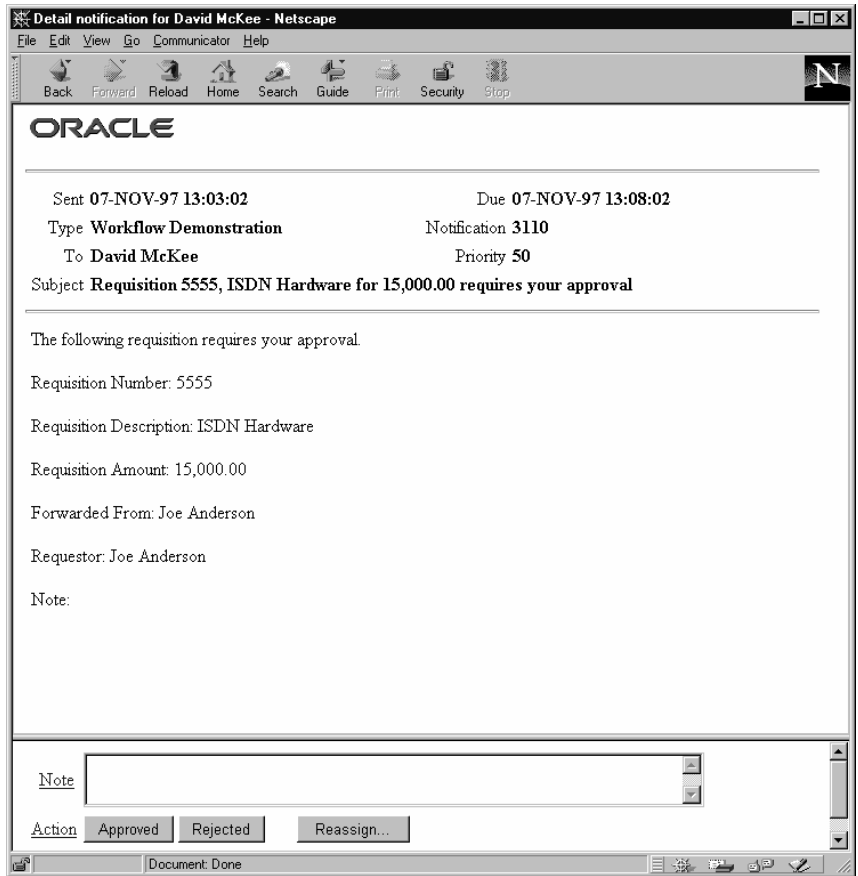 Detail notification for David McKee - Netscape
File Edit View Go Communicator Help
Back Forward Reload Home Search Guide Print Security Stop
N
ORACLE
Sent 07-NOV-97 13:03:02 Due 07-NOV-97 13:08:02
Type Workflow Demonstration Notification 3110
To David McKee Priority 50
Subject Requisition 5555, ISDN Hardware for 15,000.00 requires your approval
The following requisition requires your approval.
Requisition Number: 5555
Requisition Description: ISDN Hardware
Requisition Amount: 15,000.00
Forwarded From: Joe Anderson
Requestor: Joe Anderson
Note:
Note
Action Approved Rejected Reassign...
Document: Done